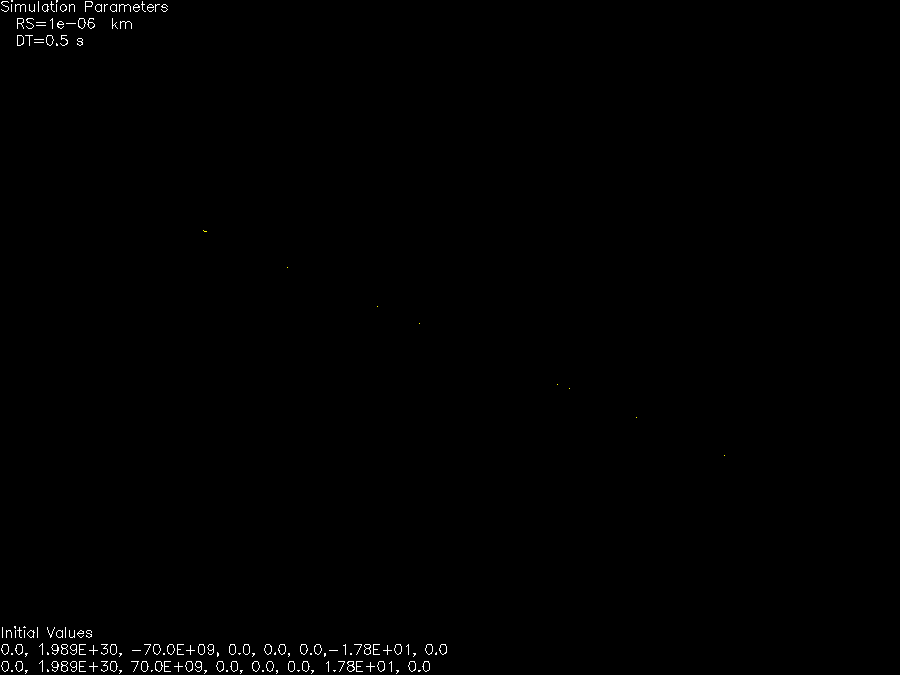 Simulation Parameters
RS=1e-06 km
DT=0.5 s
Initial Values
0.0, 1.989E+30, -70.0E+09, 0.0, 0.0, 0.0,-1.78E+01, 0.0
0.0, 1.989E+30, 70.0E+09, 0.0, 0.0, 0.0, 1.78E+01, 0.0